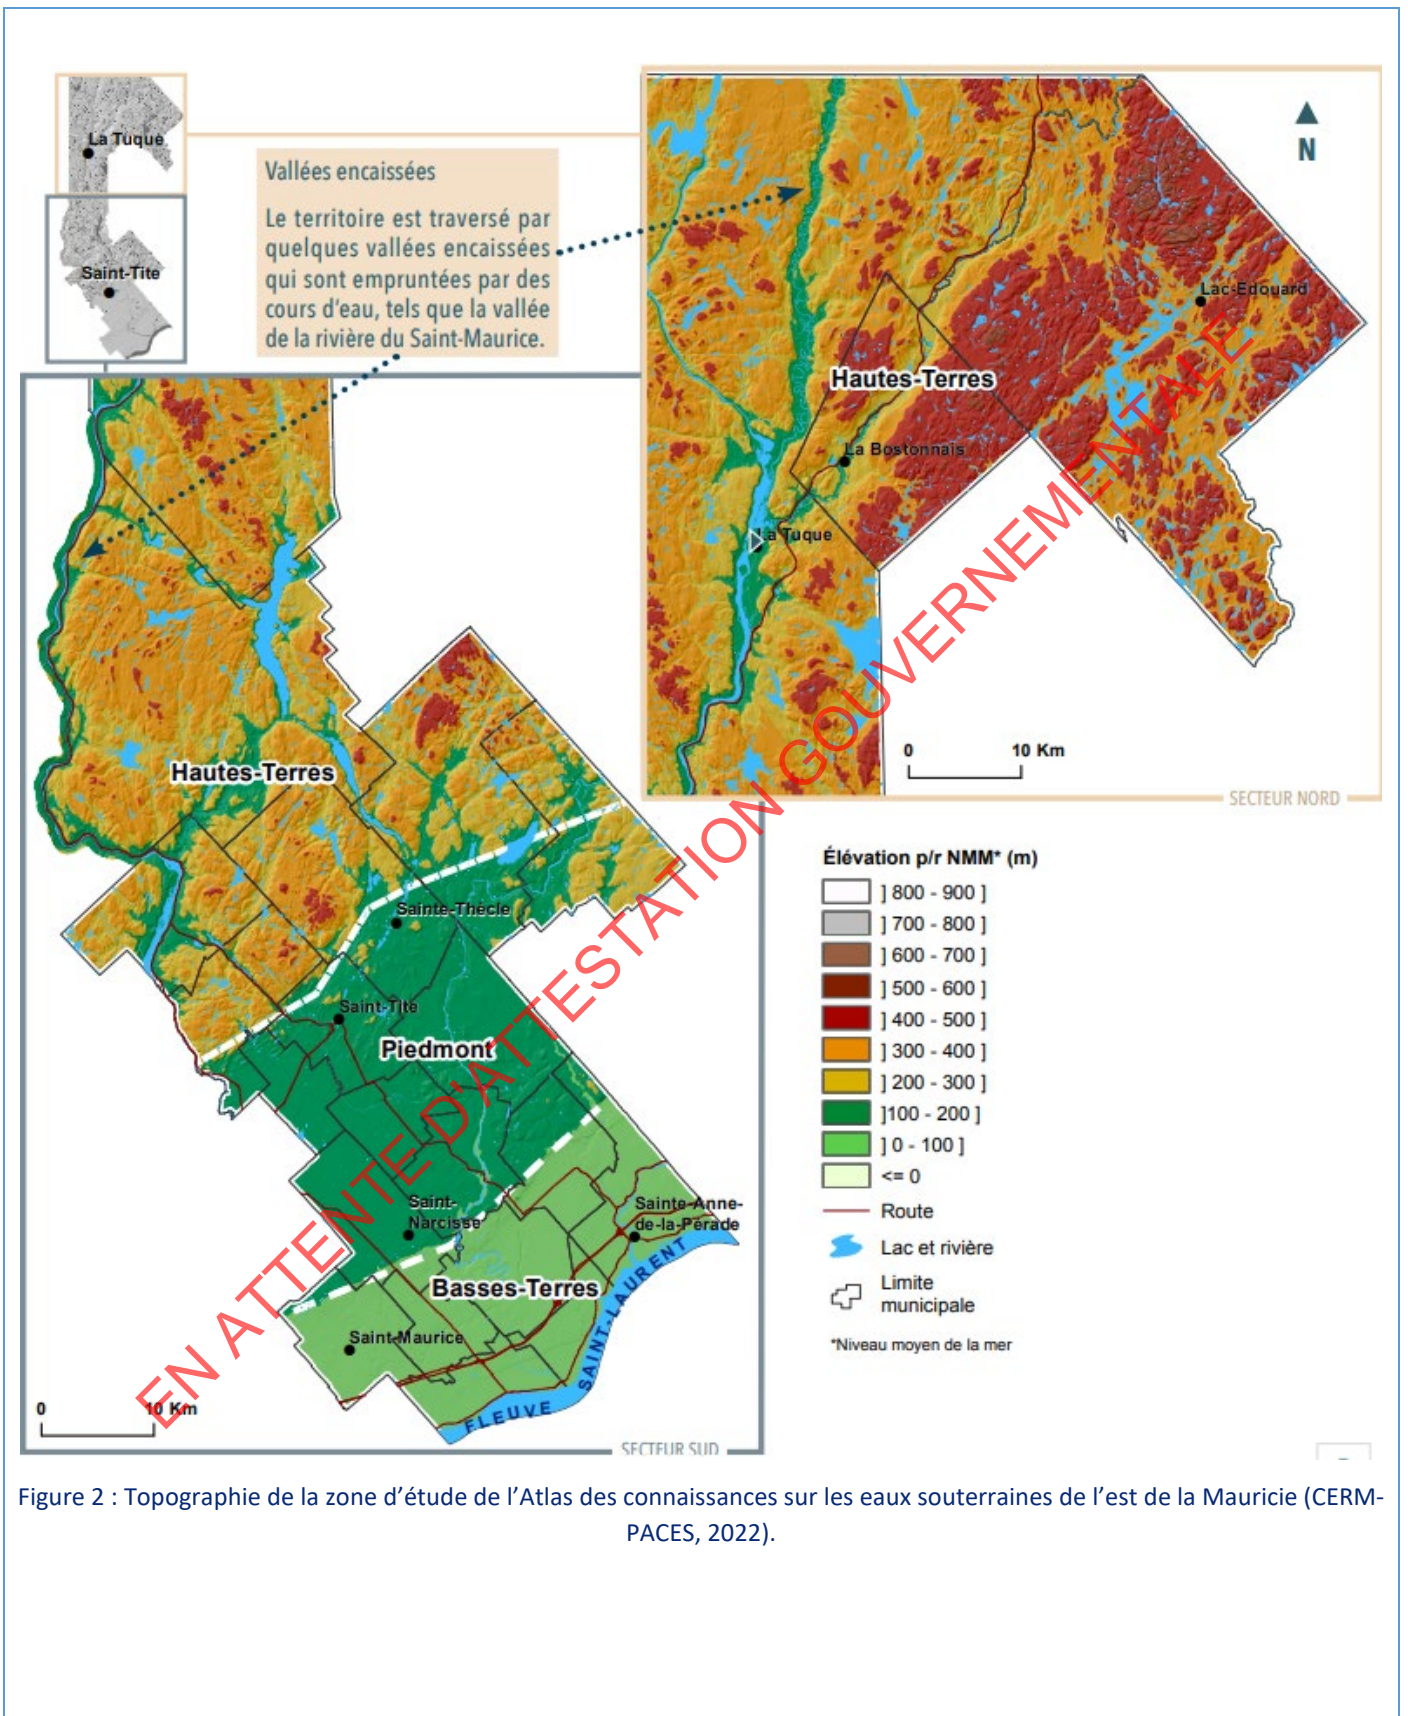 La Tuque
Saint-Tite
Vallées encaissées
Le territoire est traversé par
quelques vallées encaissées
qui sont empruntées par des
cours d'eau, tels que la vallée
de la rivière du Saint-Maurice.
N
Lac-Edouard
Hautes-Terres
La Bostonnais
La Tuque
0 10 Km
SECTEUR NORD
Hautes-Terres
Sainte-Thècle
Saint-Tite
Piedmont
Saint-
Narcisse
Sainte-Anne-
de-la-Pérade
Basses-Terres
Saint-Maurice
FLEUVE SAINT-LAURENT
0 10 Km
SECTEUR SUD
Élévation p/r NMM* (m)
] 800 - 900 ]
] 700 - 800 ]
] 600 - 700 ]
] 500 - 600 ]
] 400 - 500 ]
] 300 - 400 ]
] 200 - 300 ]
]100 - 200 ]
] 0 - 100 ]
<= 0
Route
Lac et rivière
Limite
municipale
*Niveau moyen de la mer
EN ATTENTE D'ATTESTATION GOUVERNEMENTALE
Figure 2 : Topographie de la zone d'étude de l'Atlas des connaissances sur les eaux souterraines de l'est de la Mauricie (CERM-
PACES, 2022).